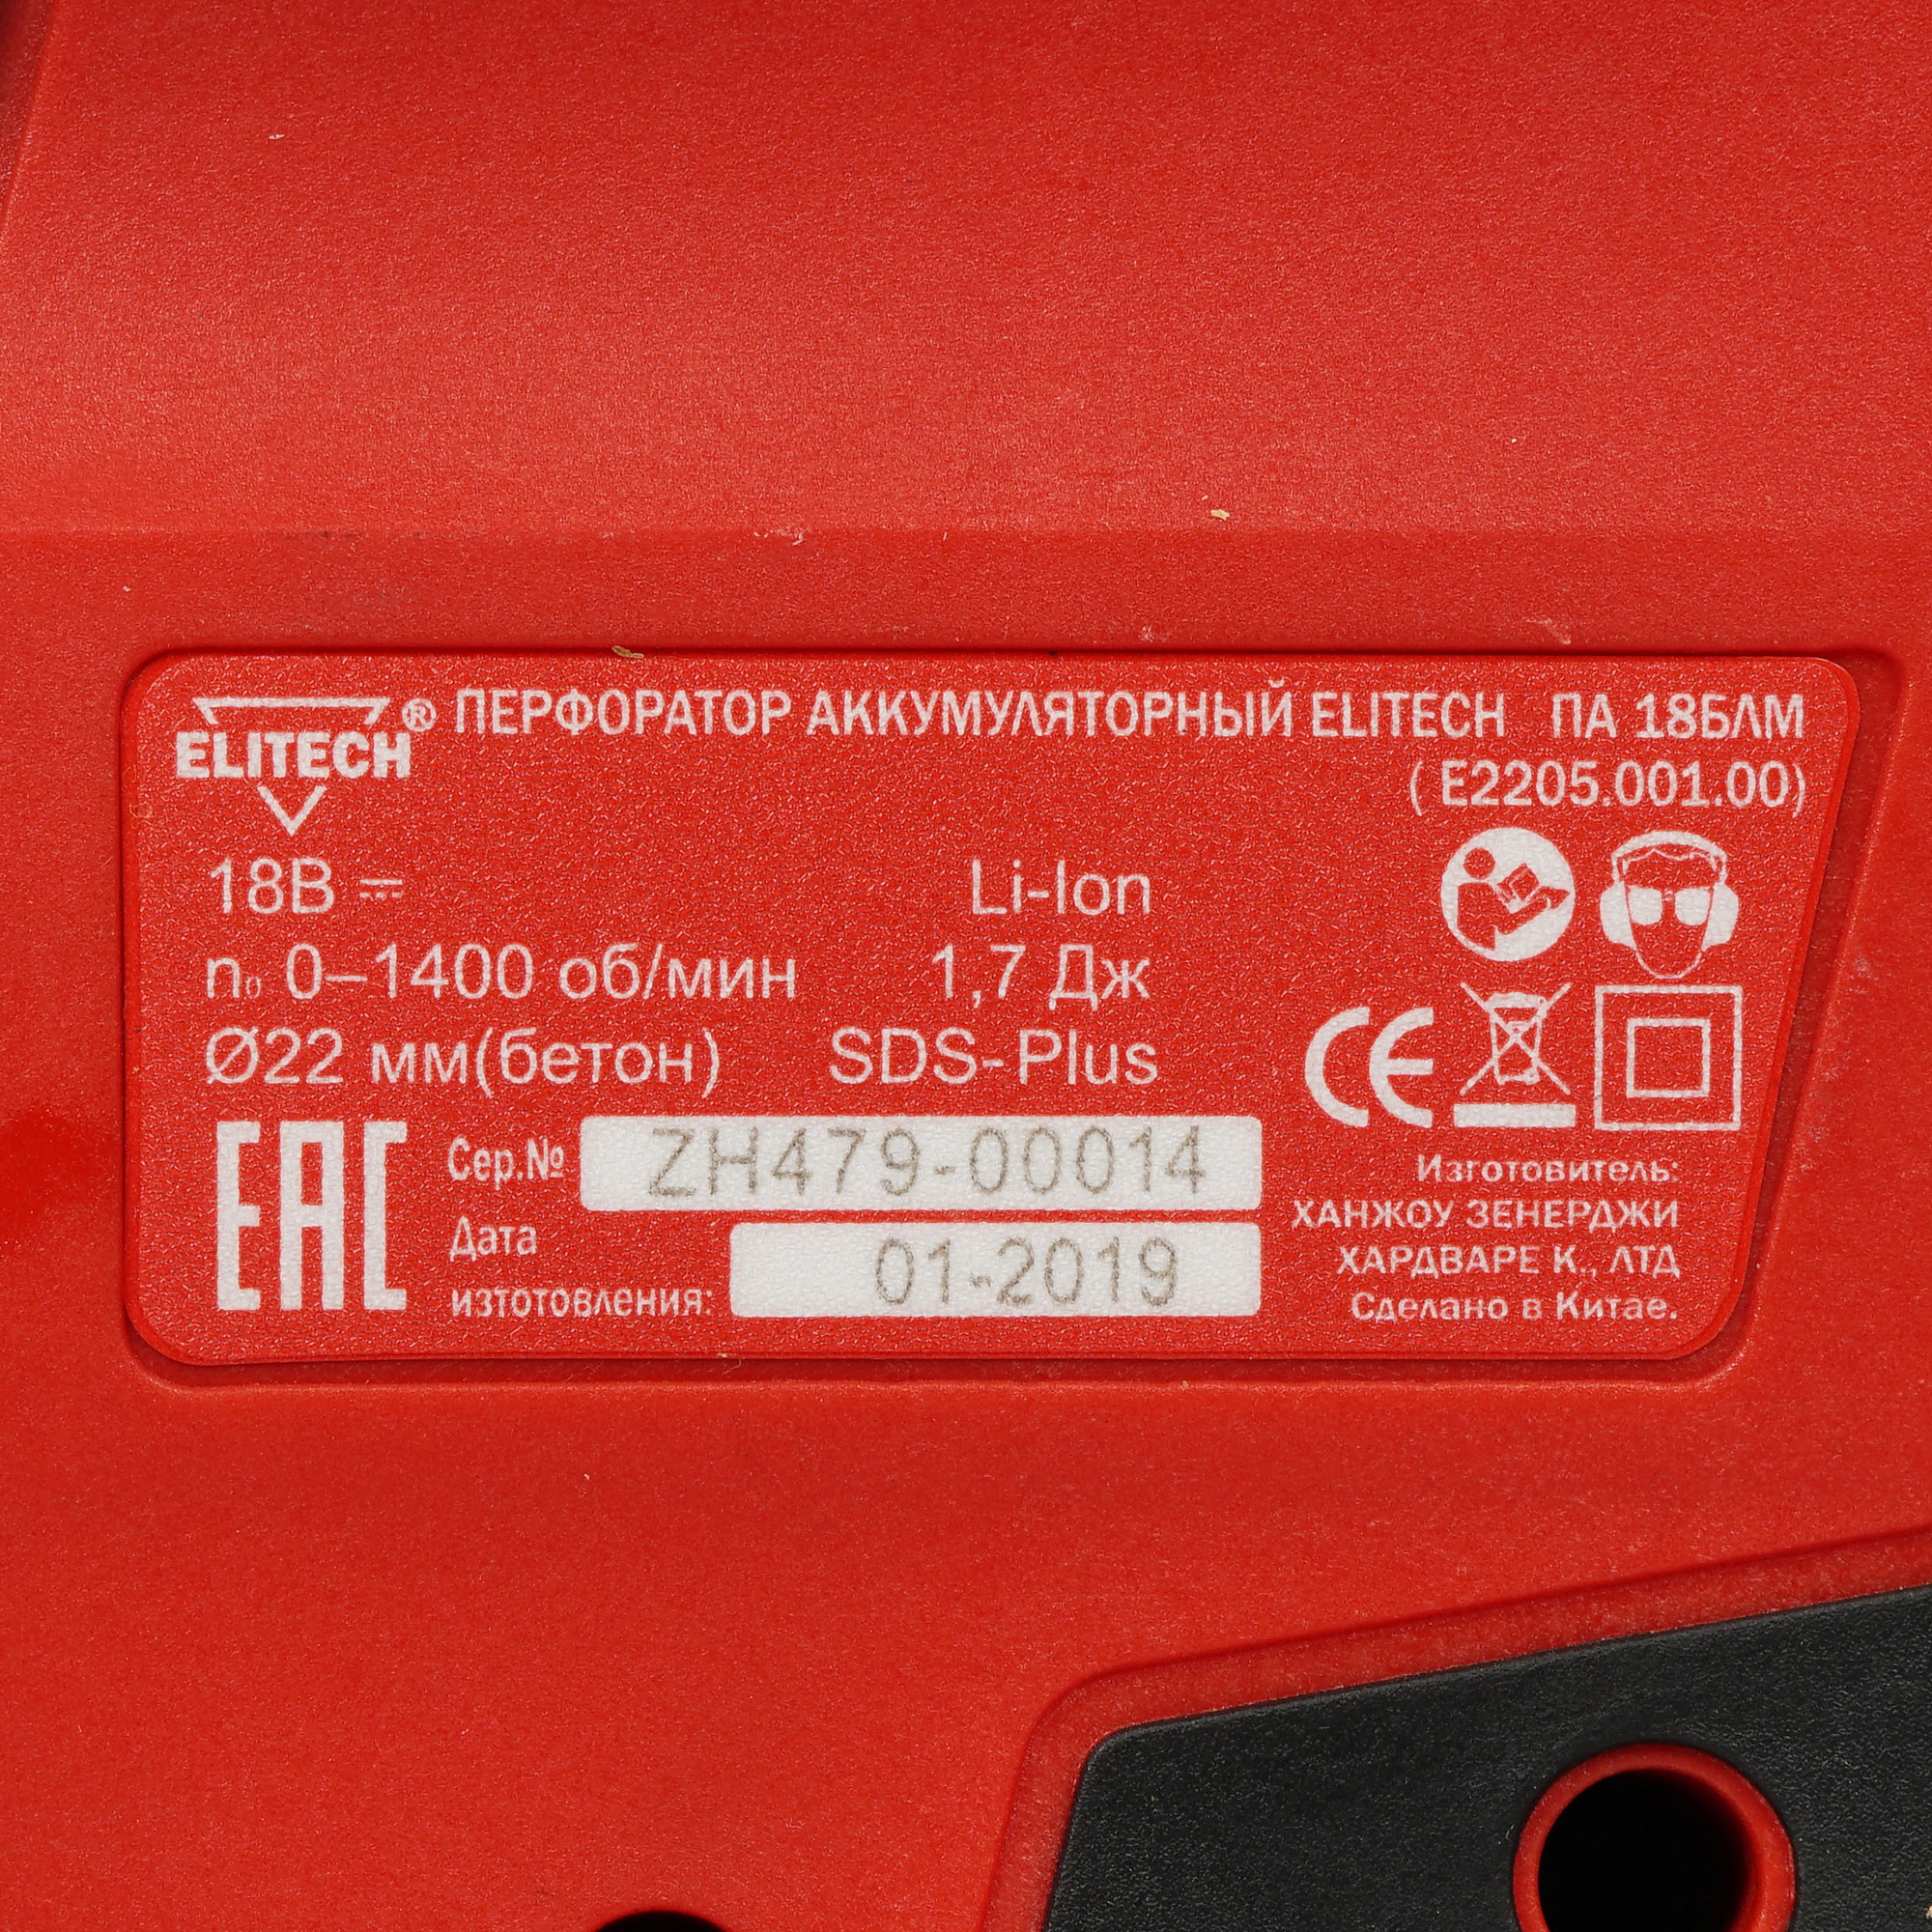 ELITECH® ПЕРФОРАТОР АККУМУЛЯТОРНЫЙ ELITECH ПА 18БЛМ
( E2205.001.00)
18В Li-Ion
n₀ 0–1400 об/мин 1,7 Дж
Ø22 мм(бетон) SDS-Plus
CE
EAC
Сер.№ ZH479-00014
Дата
изтотовления: 01-2019
Изготовитель:
ХАНЖОУ ЗЕНЕРДЖИ
ХАРДВАРЕ К., ЛТД
Сделано в Китае.